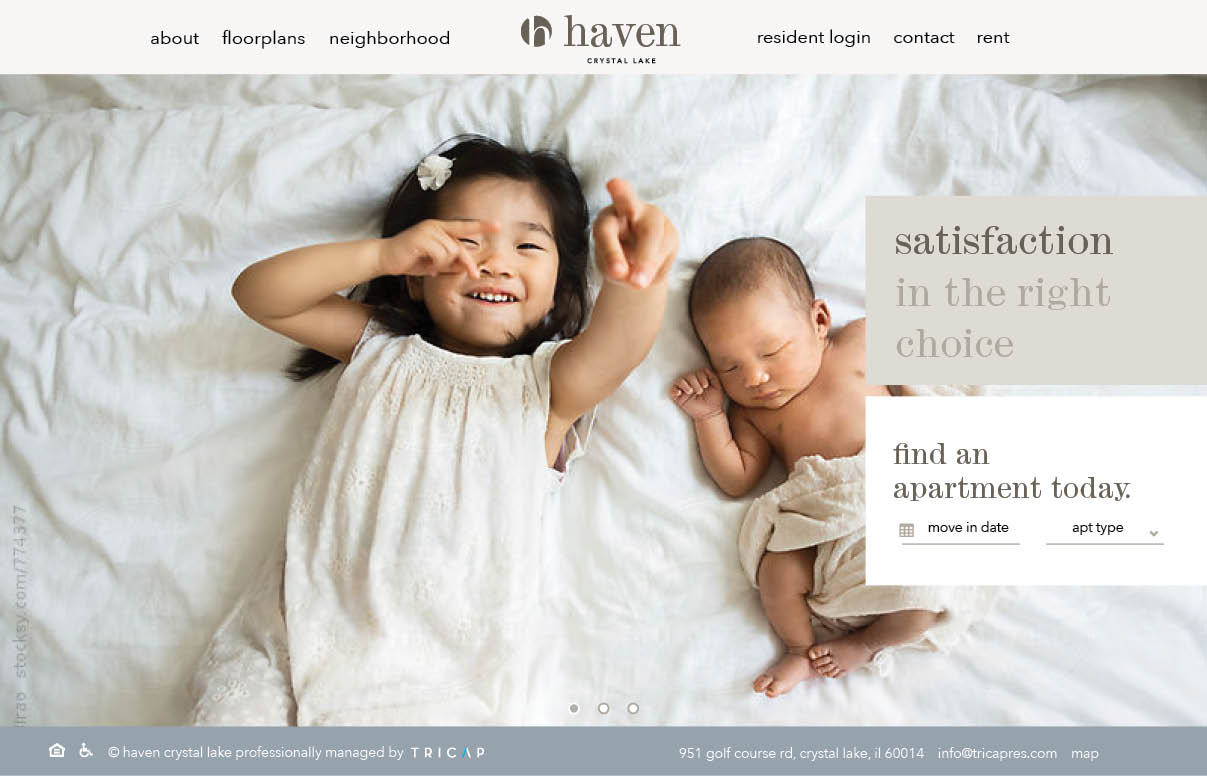 about floorplans neighborhood
haven
CRYSTAL LAKE
resident login contact rent
satisfaction
in the right
choice
find an
apartment today.
move in date apt type
stocksy.com/774377
© haven crystal lake professionally managed by TRICAP
951 golf course rd, crystal lake, il 60014 info@tricapres.com map